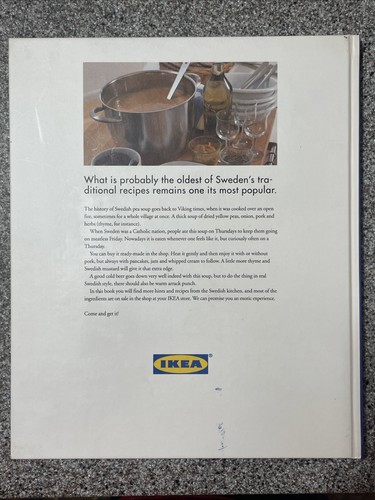 What is probably the oldest of Sweden's tra-
ditional recipes remains one its most popular.
The history of Swedish pea soup goes back to Viking times, when it was cooked over an open
fire, sometimes for a whole village at once. A thick soup of dried yellow peas, onion, pork and
herbs (thyme, for instance).
When Sweden was a Catholic nation, people ate this soup on Thursdays to keep them going
on meatless Friday. Nowadays it is eaten whenever one feels like it, but curiously often on a
Thursday.
You can buy it ready-made in the shop. Heat it gently and then enjoy it with or without
pork, but always with pancakes, jam and whipped cream to follow. A little more thyme and
Swedish mustard will give it that extra edge.
A good cold beer goes down very well indeed with this soup, but to do the thing in real
Swedish style, there should also be warm arrack punch.
In this book you will find more hints and recipes from the Swedish kitchen, and most of the
ingredients are on sale in the shop at your IKEA store. We can promise you an exotic experience.
Come and get it!
IKEA